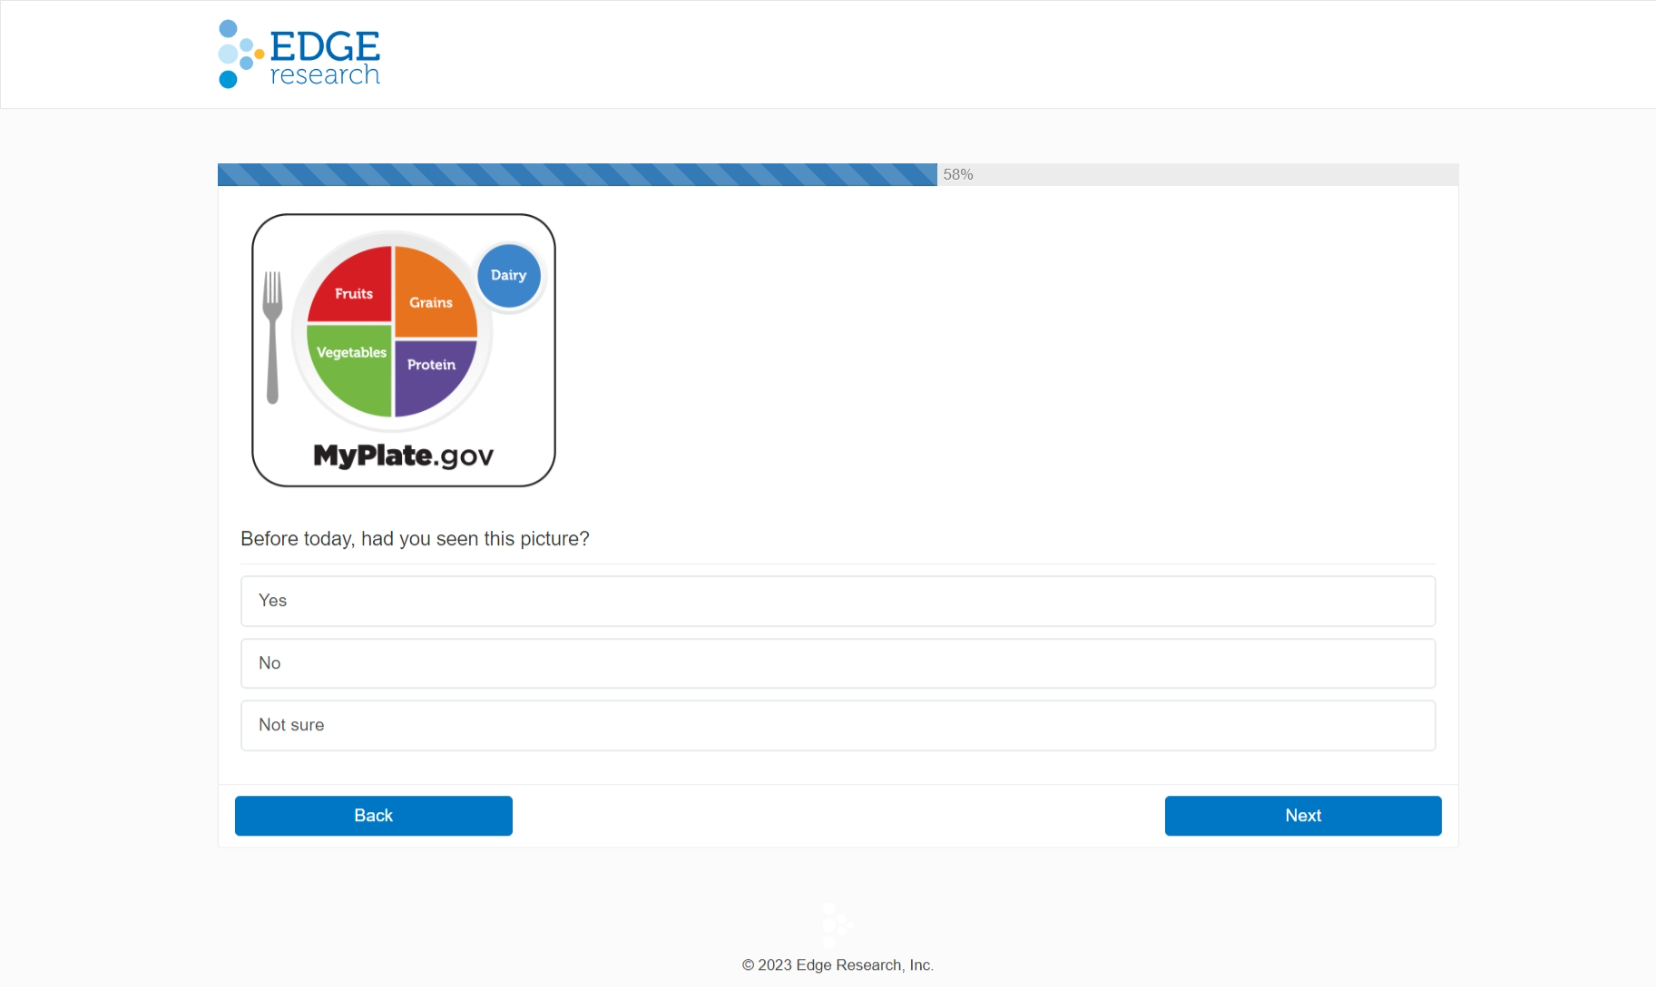 EDGE
research
58%
Fruits
Grains
Dairy
Vegetables
Protein
MyPlate.gov
Before today, had you seen this picture?
Yes
No
Not sure
Back
Next
© 2023 Edge Research, Inc.